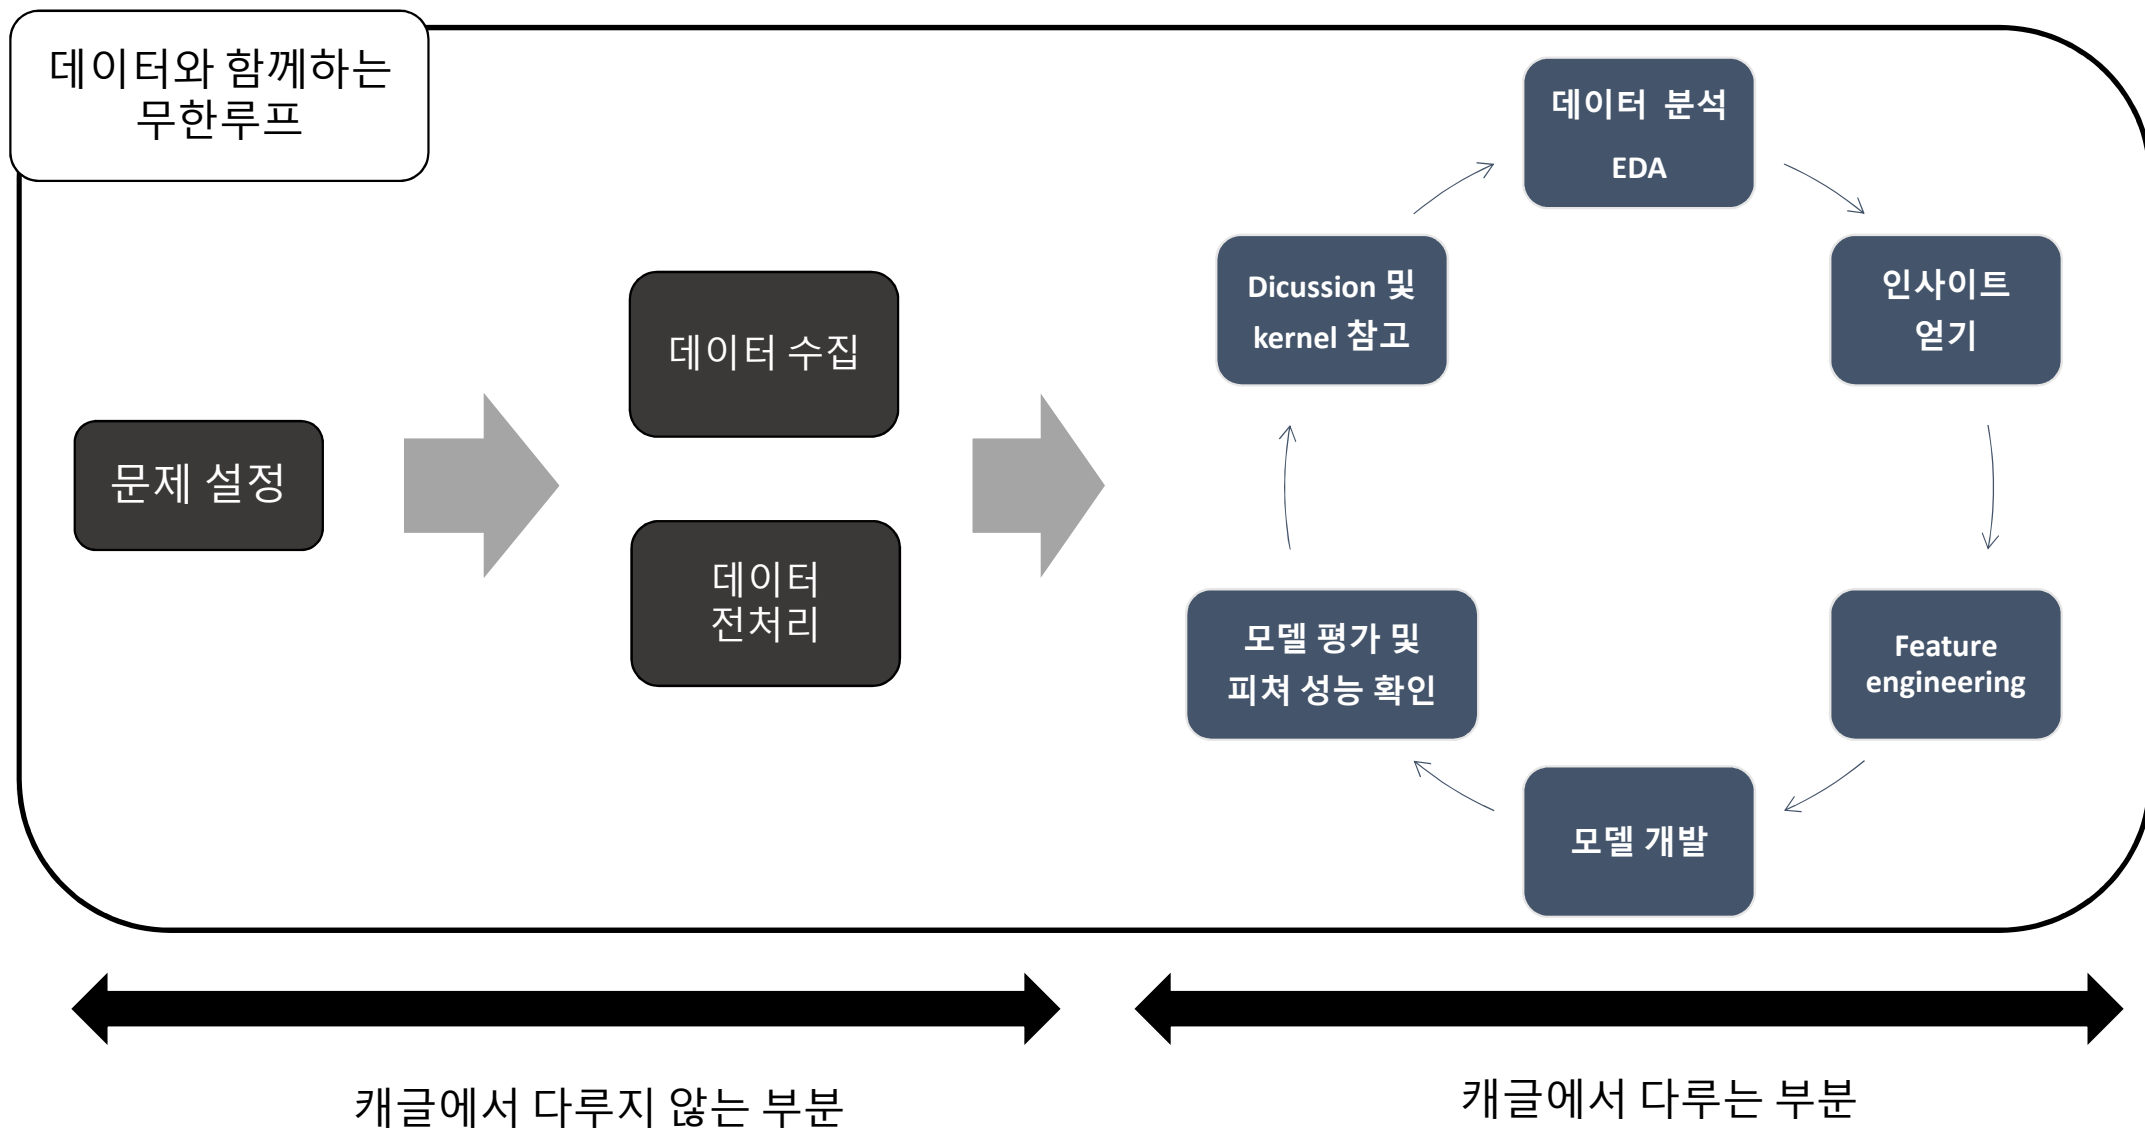 데이터와 함께하는
무한루프
문제 설정
데이터 수집
데이터
전처리
데이터 분석
EDA
인사이트
얻기
Feature
engineering
모델 개발
모델 평가 및
피쳐 성능 확인
Dicussion 및
kernel 참고
캐글에서 다루지 않는 부분
캐글에서 다루는 부분